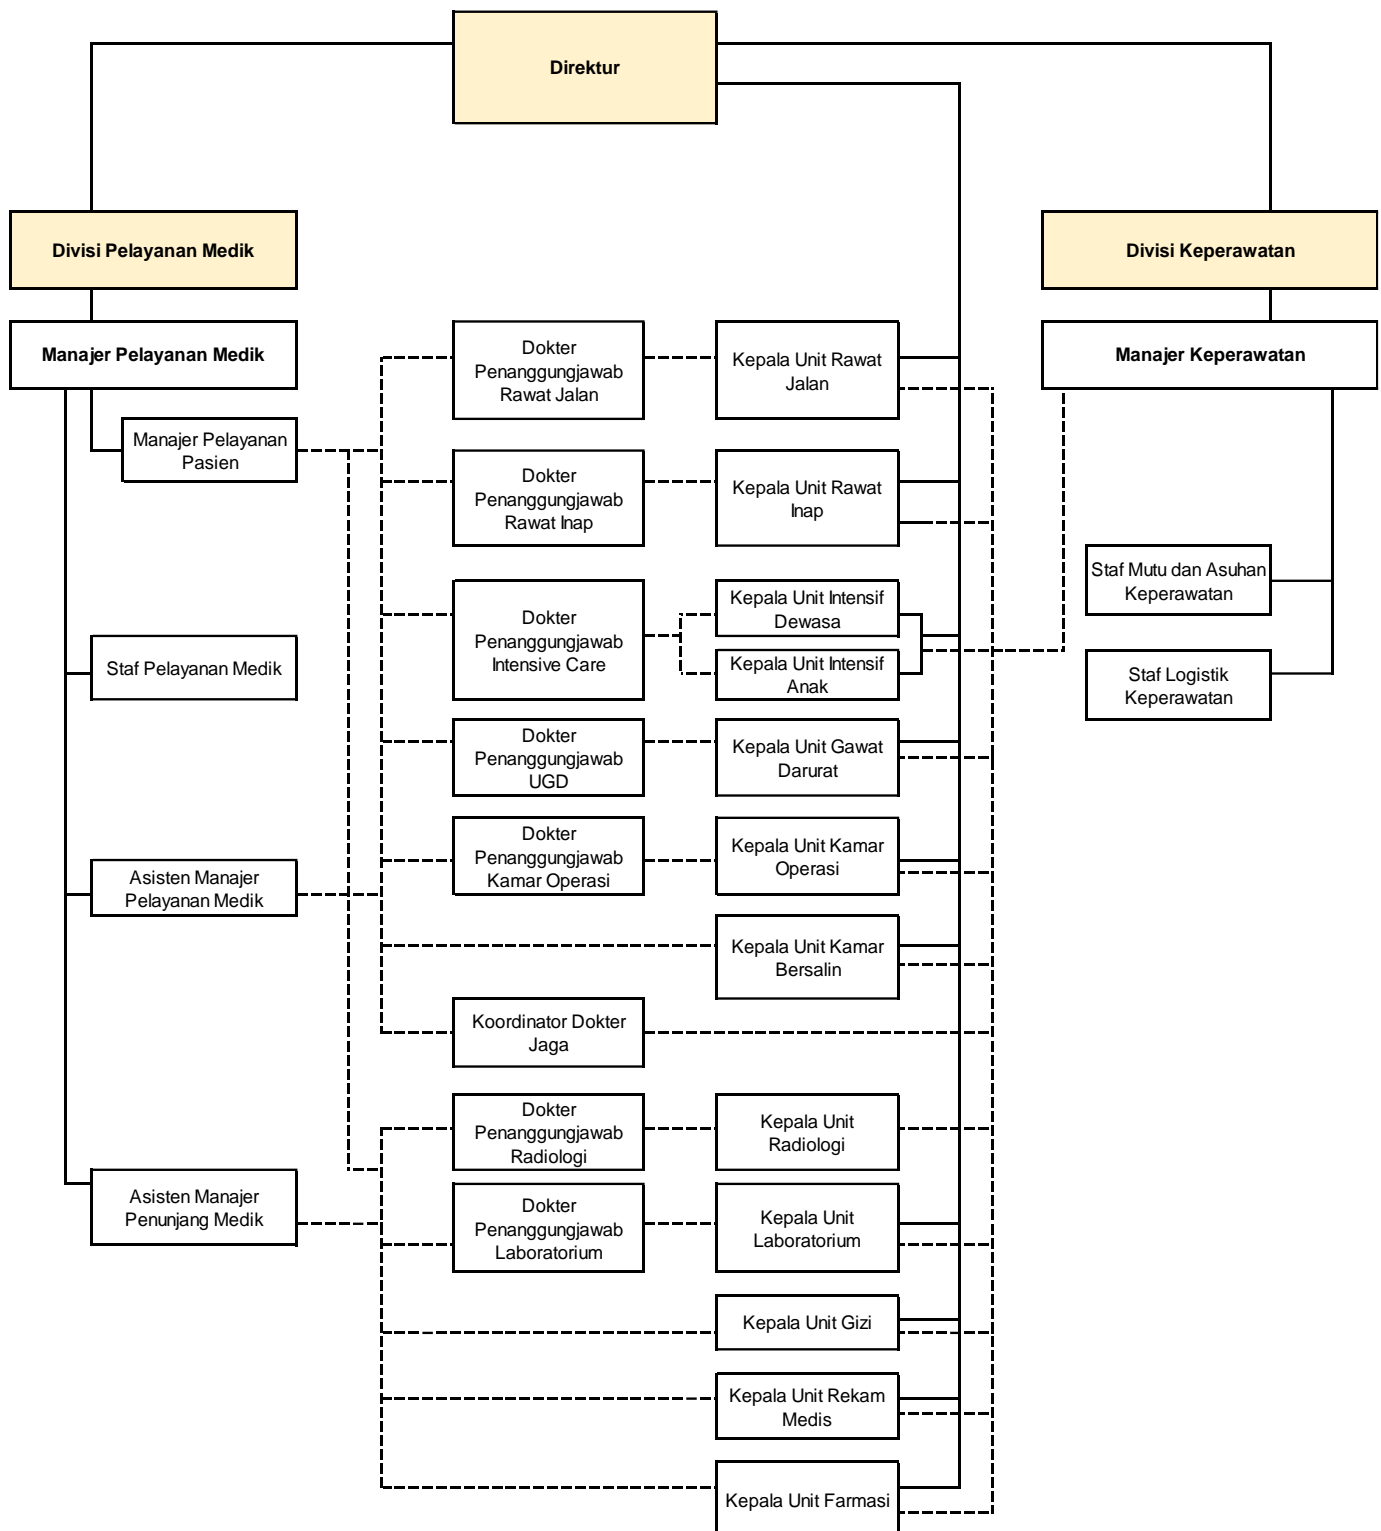 Direktur
Divisi Pelayanan Medik
Divisi Keperawatan
Manajer Pelayanan Medik
Manajer Keperawatan
Dokter
Penanggungjawab
Rawat Jalan
Kepala Unit Rawat
Jalan
Manajer Pelayanan
Pasien
Dokter
Penanggungjawab
Rawat Inap
Kepala Unit Rawat
Inap
Staf Mutu dan Asuhan
Keperawatan
Dokter
Penanggungjawab
Intensive Care
Kepala Unit Intensif
Dewasa
Kepala Unit Intensif
Anak
Staf Pelayanan Medik
Staf Logistik
Keperawatan
Dokter
Penanggungjawab
UGD
Kepala Unit Gawat
Darurat
Dokter
Penanggungjawab
Kamar Operasi
Kepala Unit Kamar
Operasi
Asisten Manajer
Pelayanan Medik
Kepala Unit Kamar
Bersalin
Koordinator Dokter
Jaga
Dokter
Penanggungjawab
Radiologi
Kepala Unit
Radiologi
Asisten Manajer
Penunjang Medik
Dokter
Penanggungjawab
Laboratorium
Kepala Unit
Laboratorium
Kepala Unit Gizi
Kepala Unit Rekam
Medis
Kepala Unit Farmasi